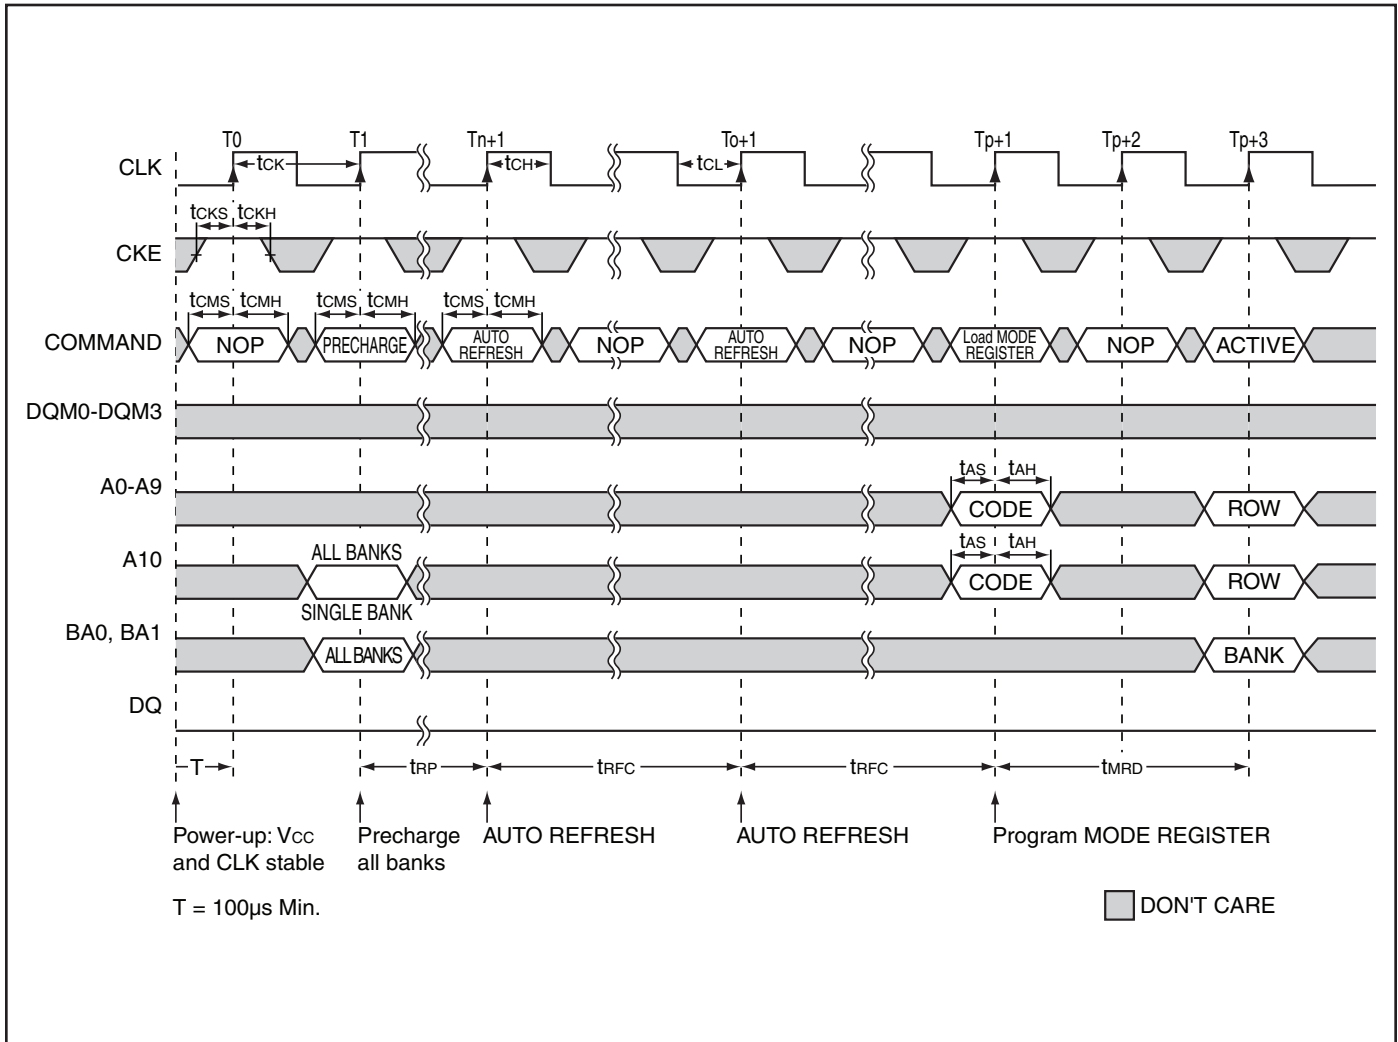 T0 T1 Tn+1 To+1 Tp+1 Tp+2 Tp+3
CLK tCK tCH tCL
tCKS tCKH
CKE
tCMS tCMH tCMS tCMH tCMS tCMH
COMMAND NOP PRECHARGE AUTO REFRESH NOP AUTO REFRESH NOP Load MODE REGISTER NOP ACTIVE
DQM0-DQM3
tAS tAH
A0-A9 CODE ROW
ALL BANKS tAS tAH
A10 CODE ROW
SINGLE BANK
BA0, BA1 ALL BANKS BANK
DQ
T tRP tRFC tRFC tMRD
Power-up: VCC Precharge AUTO REFRESH AUTO REFRESH Program MODE REGISTER
and CLK stable all banks
T = 100µs Min. DON'T CARE